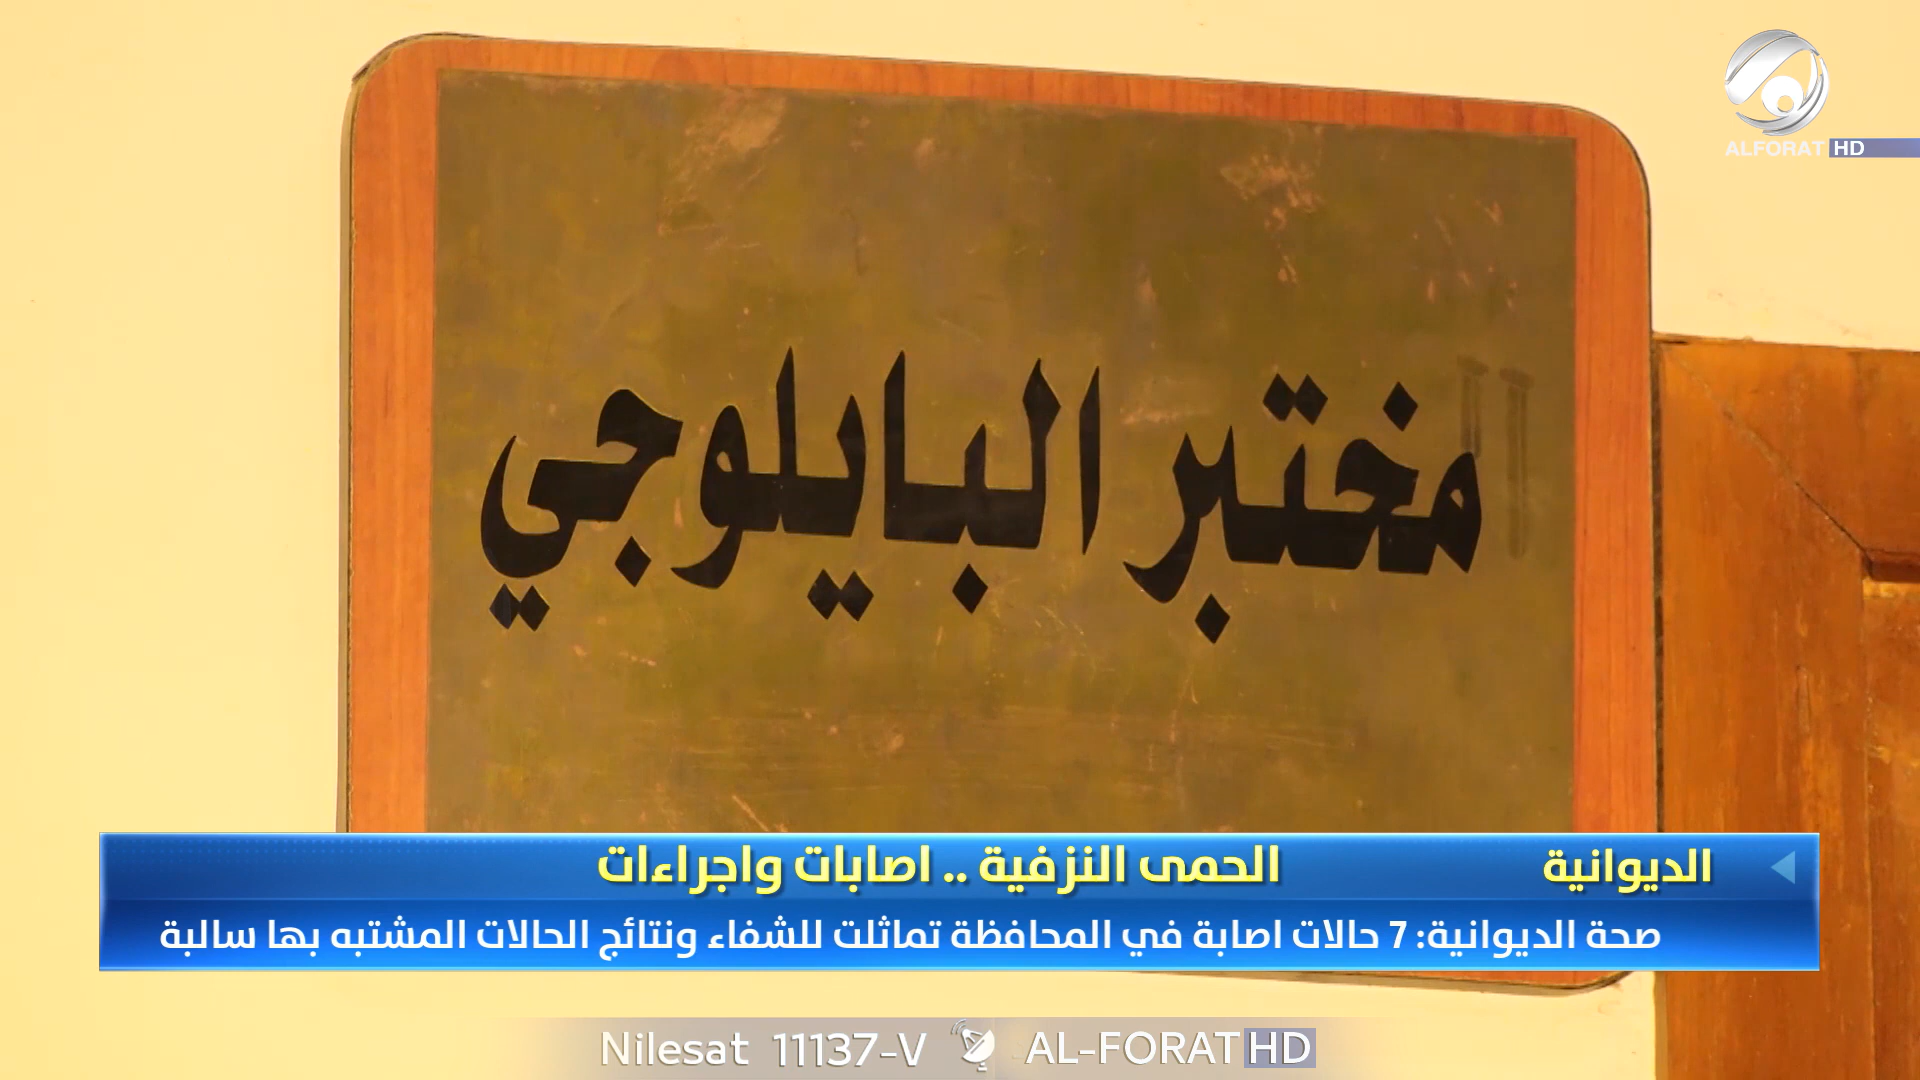 ALFORAT HD
مختبر البايلوجي
الديوانية
الحمى النزفية .. اصابات واجراءات
صحة الديوانية: 7 حالات اصابة في المحافظة تماثلت للشفاء ونتائج الحالات المشتبه بها سالبة
Nilesat 11137-V AL-FORAT HD